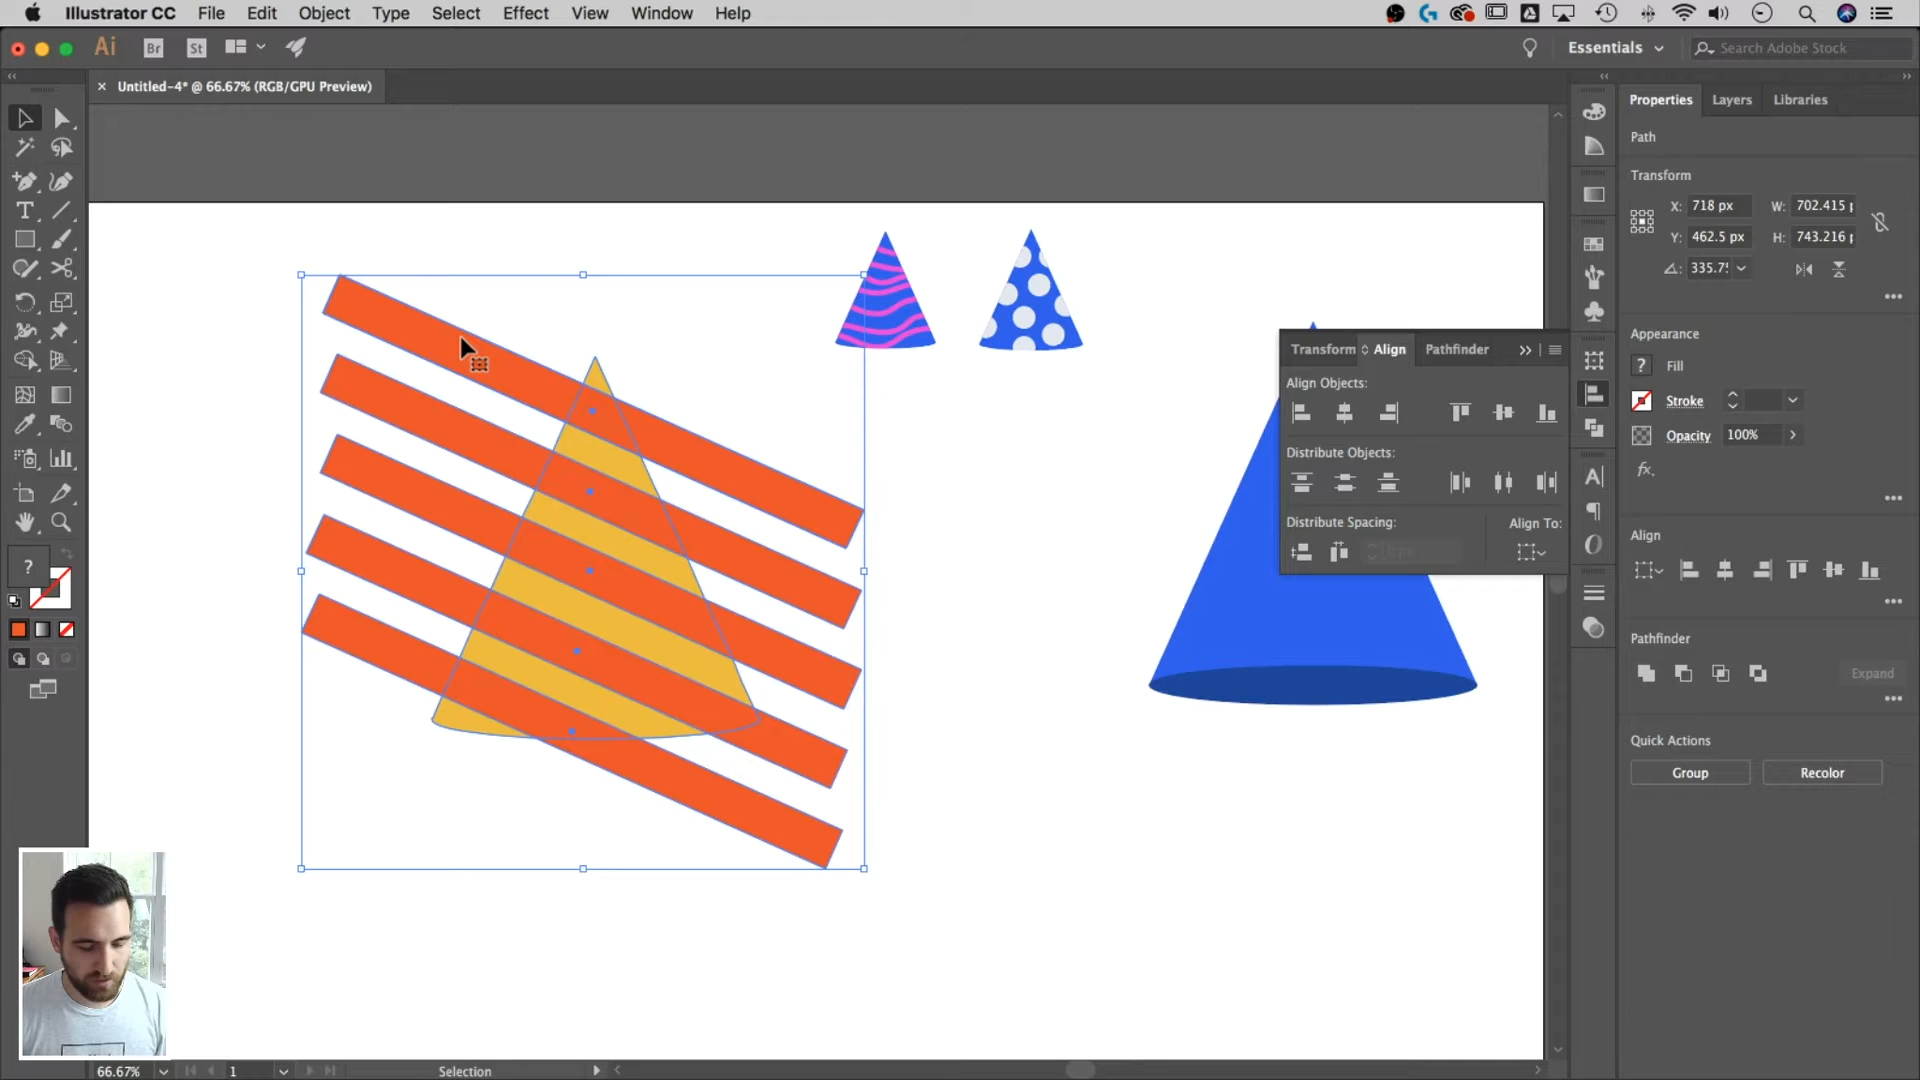 Illustrator CC File Edit Object Type Select Effect View Window Help
Ai Br St Essentials Search Adobe Stock
Untitled-4* @ 66.67% (RGB/GPU Preview)
Properties Layers Libraries
Path
Transform
X: 718 px W: 702.415
Y: 462.5 px H: 743.216
335.7
Appearance
? Fill
Stroke
Opacity 100%
fx.
Transform Align Pathfinder
Align Objects:
Distribute Objects:
Distribute Spacing: Align To:
Align
Pathfinder
Expand
Quick Actions
Group Recolor
?
66.67% 1 Selection